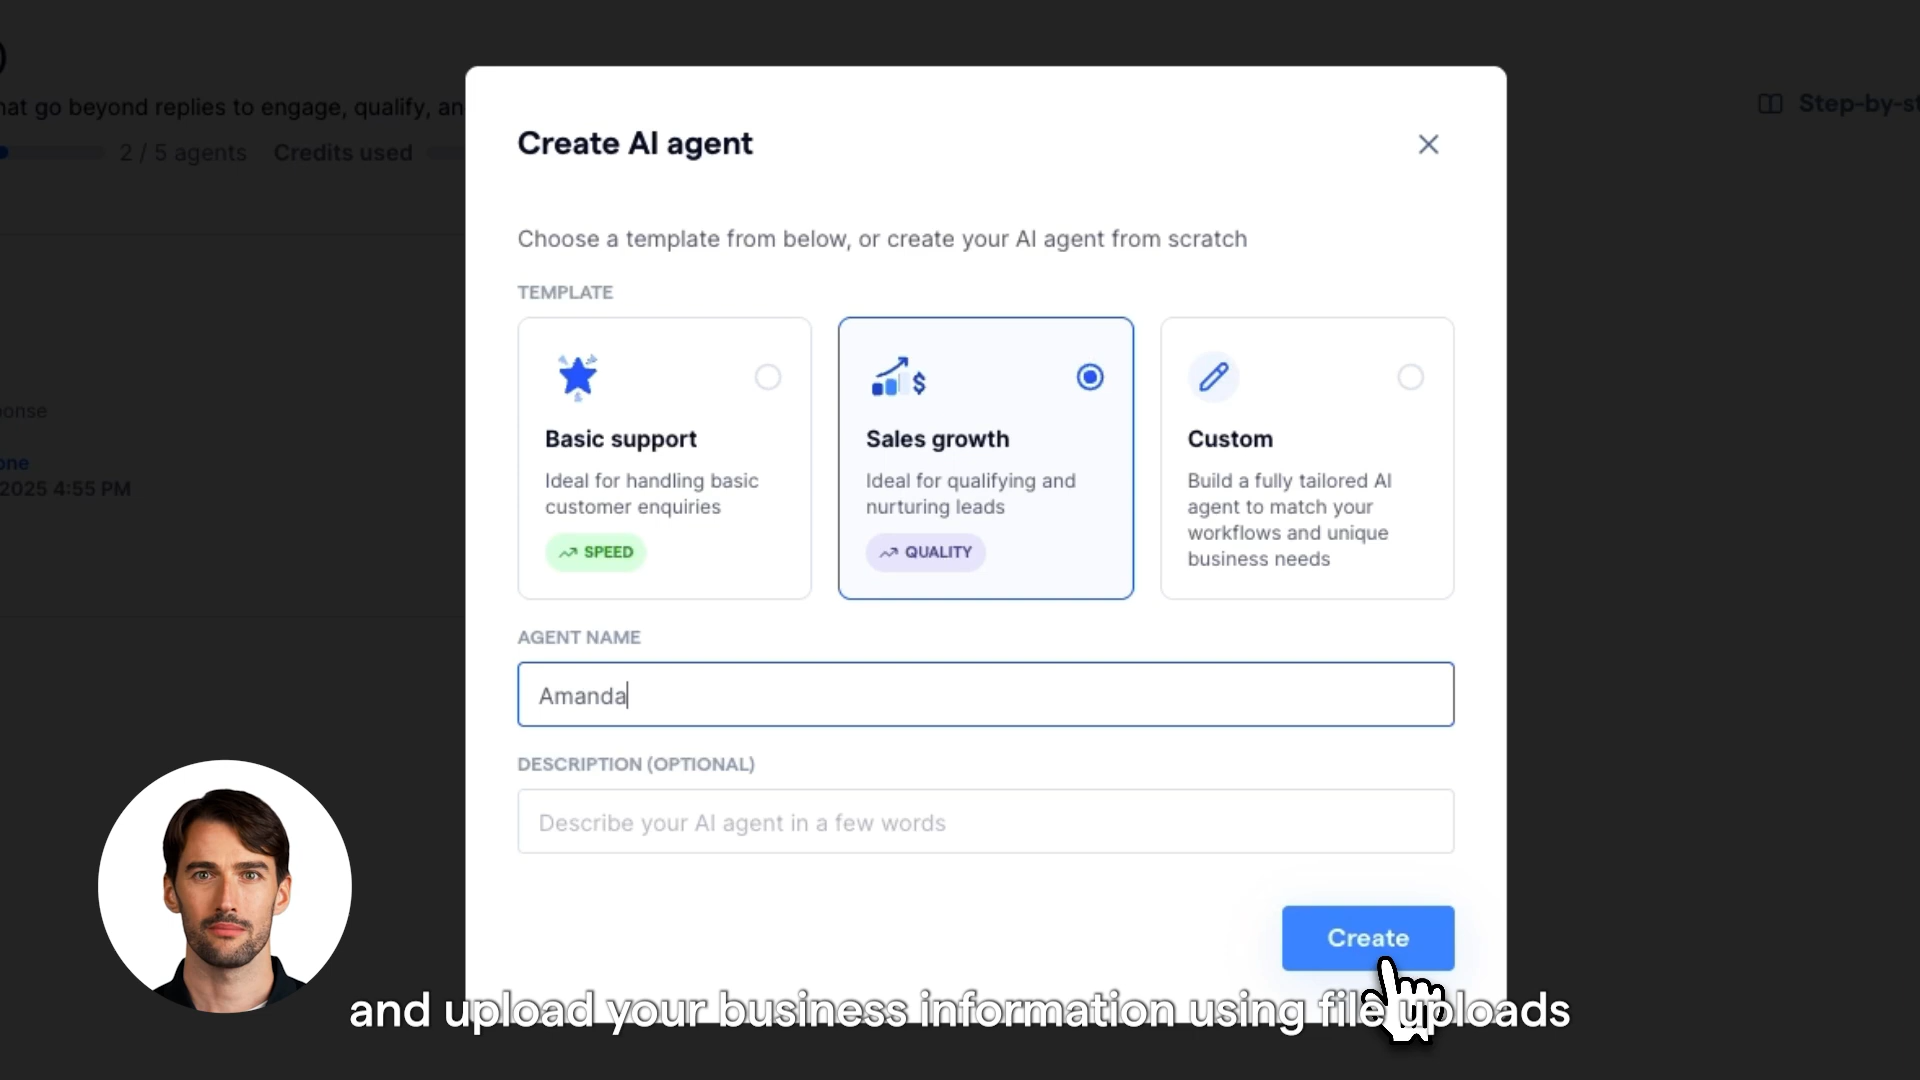 hat go beyond replies to engage, qualify, an
2 / 5 agents Credits used
Step-by-st
onse
one
2025 4:55 PM
Create AI agent
Choose a template from below, or create your AI agent from scratch
TEMPLATE
Basic support
Ideal for handling basic
customer enquiries
SPEED
Sales growth
Ideal for qualifying and
nurturing leads
QUALITY
Custom
Build a fully tailored AI
agent to match your
workflows and unique
business needs
AGENT NAME
Amanda
DESCRIPTION (OPTIONAL)
Describe your AI agent in a few words
Create
and upload your business information using file uploads